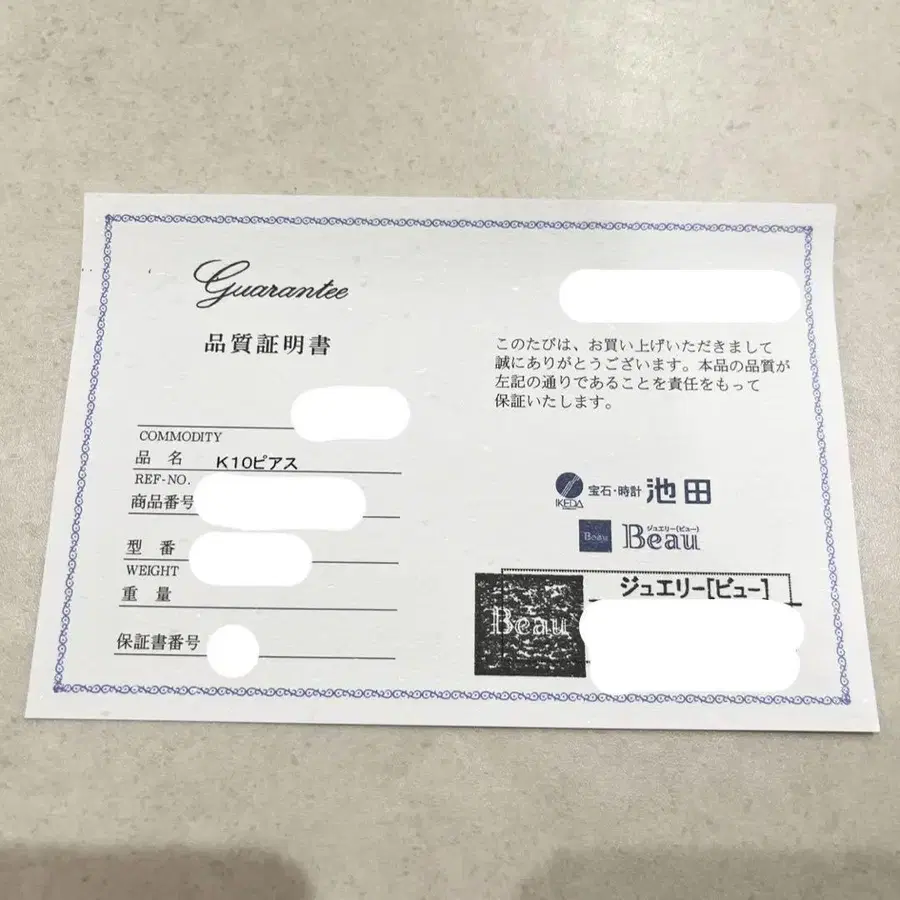 Guarantee
品質証明書
COMMODITY
品 名 K10ピアス
REF-NO.
商品番号
型 番
WEIGHT
重 量
保証書番号
このたびは、お買い上げいただきまして
誠にありがとうございます。本品の品質が
左記の通りであることを責任をもって
保証いたします。
IKEDA 宝石・時計 池田
Beau ジュエリー[ビュー] Beau
Beau ジュエリー[ビュー]